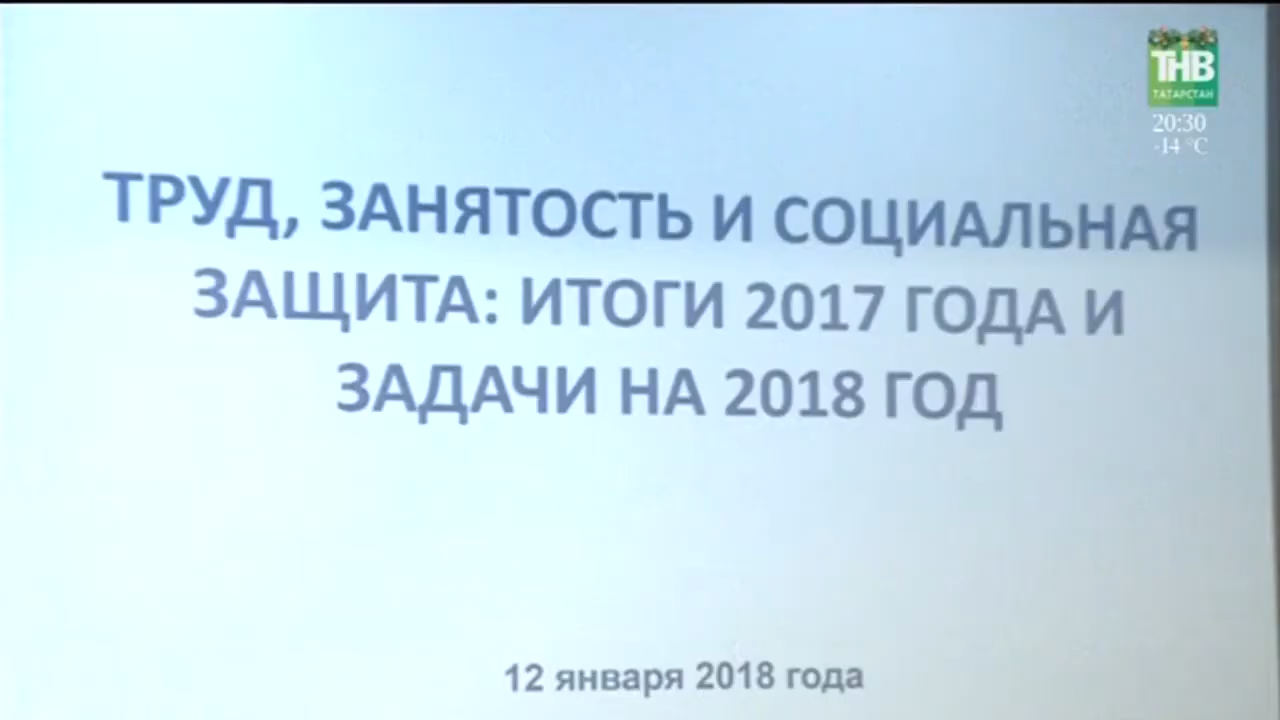 ТНВ
ТАТАРСТАН
20:30
-14 °C
ТРУД, ЗАНЯТОСТЬ И СОЦИАЛЬНАЯ
ЗАЩИТА: ИТОГИ 2017 ГОДА И
ЗАДАЧИ НА 2018 ГОД
12 января 2018 года